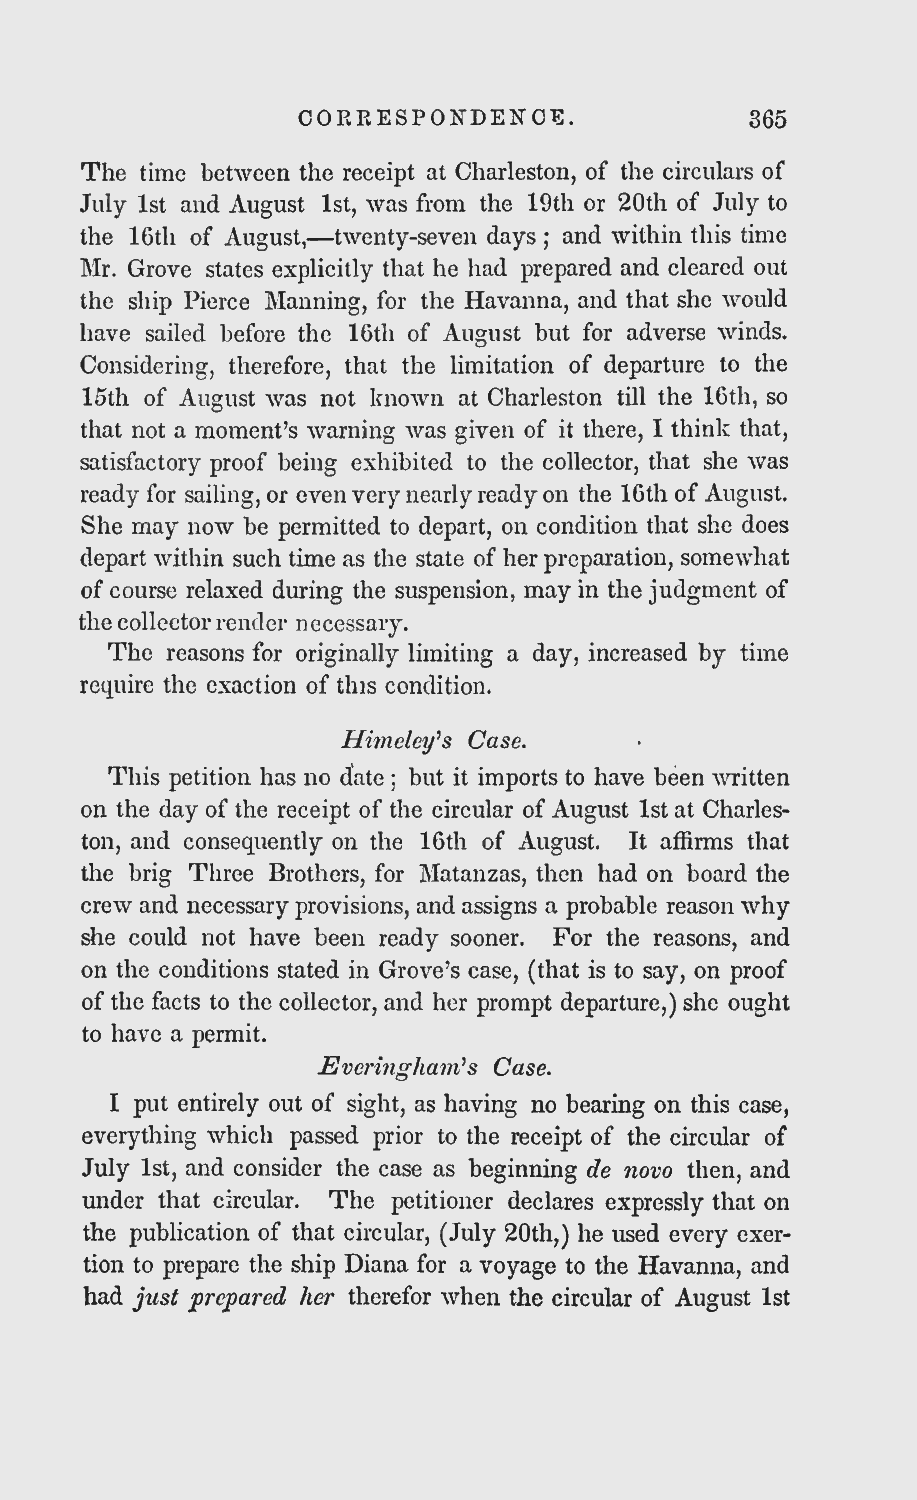 CORRESPONDENCE. 365
The time between the receipt at Charleston, of the circulars of
July 1st and August 1st, was from the 19th or 20th of July to
the 16th of August,—twenty-seven days; and within this time
Mr. Grove states explicitly that he had prepared and cleared out
the ship Pierce Manning, for the Havanna, and that she would
have sailed before the 16th of August but for adverse winds.
Considering, therefore, that the limitation of departure to the
15th of August was not known at Charleston till the 16th, so
that not a moment's warning was given of it there, I think that,
satisfactory proof being exhibited to the collector, that she was
ready for sailing, or even very nearly ready on the 16th of August.
She may now be permitted to depart, on condition that she does
depart within such time as the state of her preparation, somewhat
of course relaxed during the suspension, may in the judgment of
the collector render necessary.
The reasons for originally limiting a day, increased by time
require the exaction of this condition.
Himeley's Case.
This petition has no date; but it imports to have been written
on the day of the receipt of the circular of August 1st at Charles-
ton, and consequently on the 16th of August. It affirms that
the brig Three Brothers, for Matanzas, then had on board the
crew and necessary provisions, and assigns a probable reason why
she could not have been ready sooner. For the reasons, and
on the conditions stated in Grove's case, (that is to say, on proof
of the facts to the collector, and her prompt departure,) she ought
to have a permit.
Everingham's Case.
I put entirely out of sight, as having no bearing on this case,
everything which passed prior to the receipt of the circular of
July 1st, and consider the case as beginning de novo then, and
under that circular. The petitioner declares expressly that on
the publication of that circular, (July 20th,) he used every exer-
tion to prepare the ship Diana for a voyage to the Havanna, and
had just prepared her therefor when the circular of August 1st